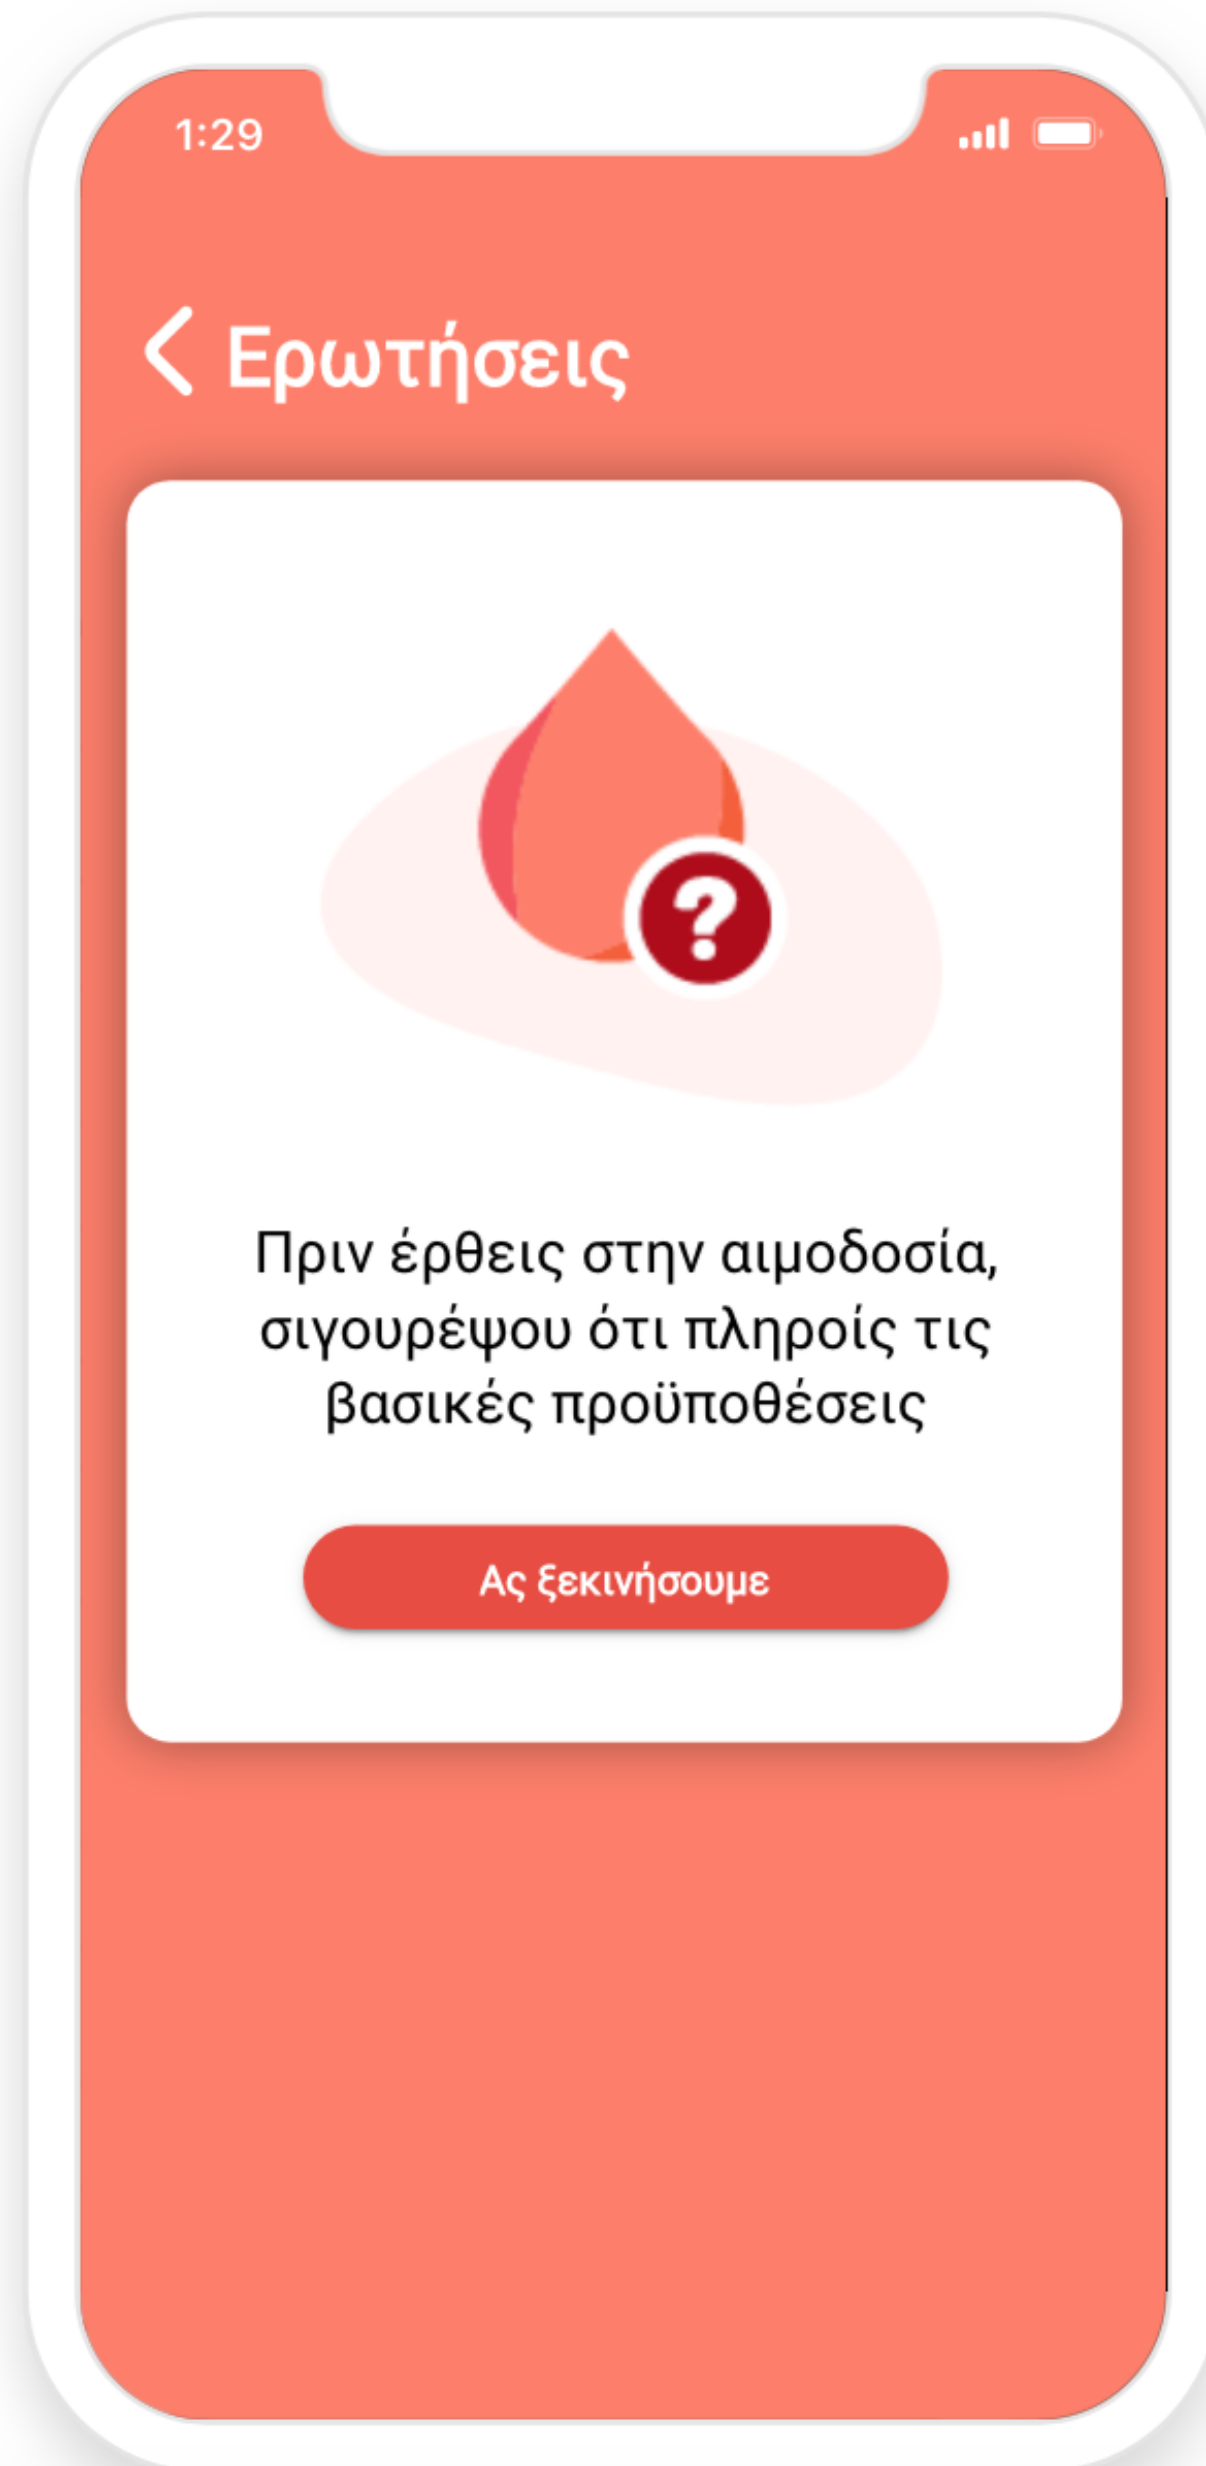 1:29
Ερωτήσεις
?
Πριν έρθεις στην αιμοδοσία,
σιγουρέψου ότι πληροίς τις
βασικές προϋποθέσεις
Ας ξεκινήσουμε